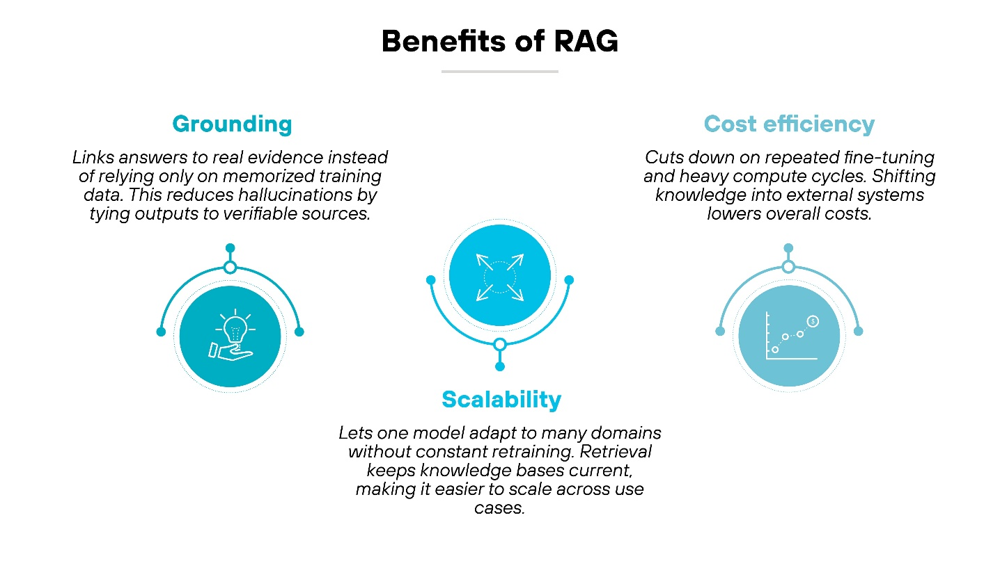 Benefits of RAG
Grounding
Links answers to real evidence instead
of relying only on memorized training
data. This reduces hallucinations by
tying outputs to verifiable sources.
Cost efficiency
Cuts down on repeated fine-tuning
and heavy compute cycles. Shifting
knowledge into external systems
lowers overall costs.
$
Scalability
Lets one model adapt to many domains
without constant retraining. Retrieval
keeps knowledge bases current,
making it easier to scale across use
cases.